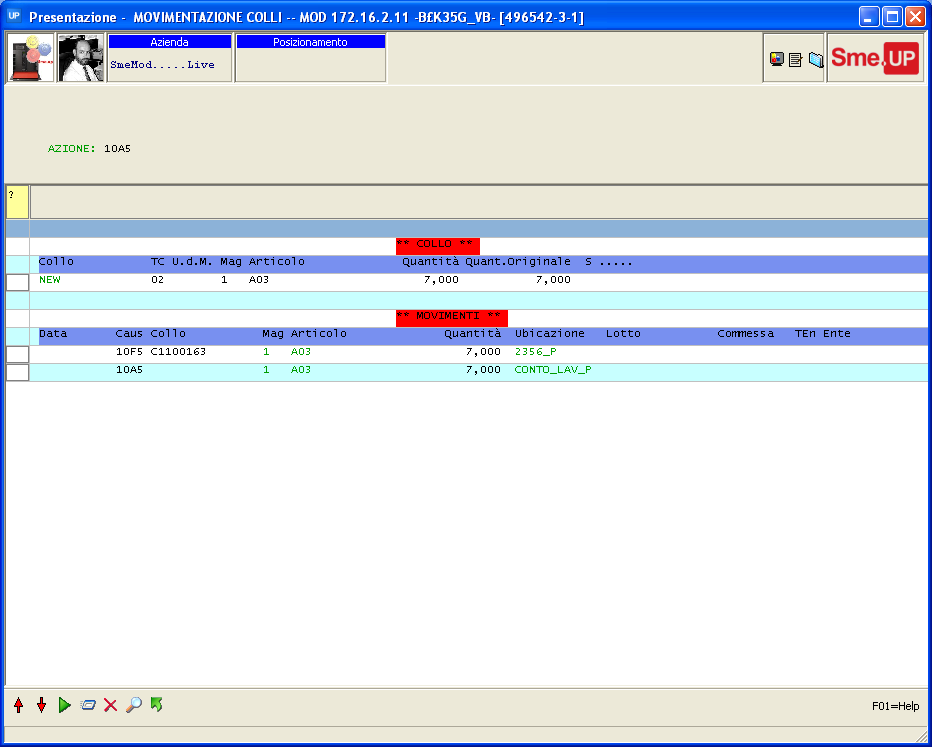 UP Presentazione - MOVIMENTAZIONE COLLI -- MOD 172.16.2.11 -B£K35G_VB- [496542-3-1]
Azienda Posizionamento
SmeMod.....Live
Sme.UP
AZIONE: 10A5
?
** COLLO **
Collo TC U.d.M. Mag Articolo Quantità Quant.Originale S .....
NEW 02 1 A03 7,000 7,000
** MOVIMENTI **
Data Caus Collo Mag Articolo Quantità Ubicazione Lotto Commessa TEn Ente
10F5 C1100163 1 A03 7,000 2356_P
10A5 1 A03 7,000 CONTO_LAV_P
F01=Help